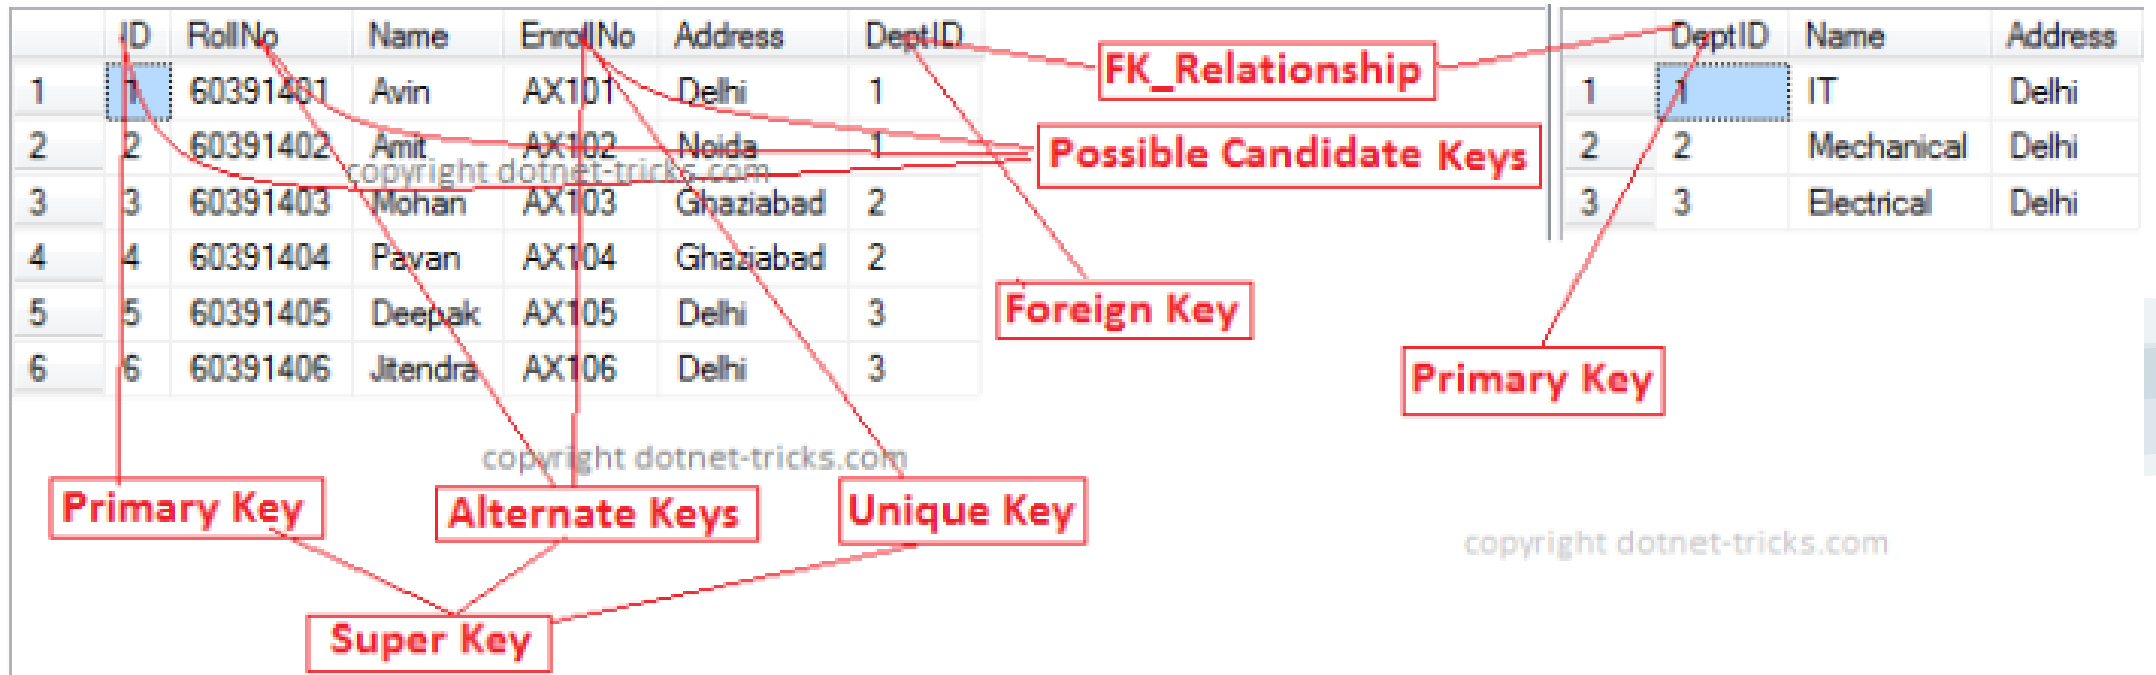 ID RollNo Name EnrollNo Address DeptID
1 1 60391401 Avin AX101 Delhi 1
2 2 60391402 Amit AX102 Noida 1
3 3 60391403 Mohan AX103 Ghaziabad 2
4 4 60391404 Pavan AX104 Ghaziabad 2
5 5 60391405 Deepak AX105 Delhi 3
6 6 60391406 Jitendra AX106 Delhi 3
copyright dotnet-tricks.com
FK_Relationship
Possible Candidate Keys
Foreign Key
DeptID Name Address
1 1 IT Delhi
2 2 Mechanical Delhi
3 3 Electrical Delhi
Primary Key
copyright dotnet-tricks.com
Primary Key
Alternate Keys
Unique Key
copyright dotnet-tricks.com
Super Key